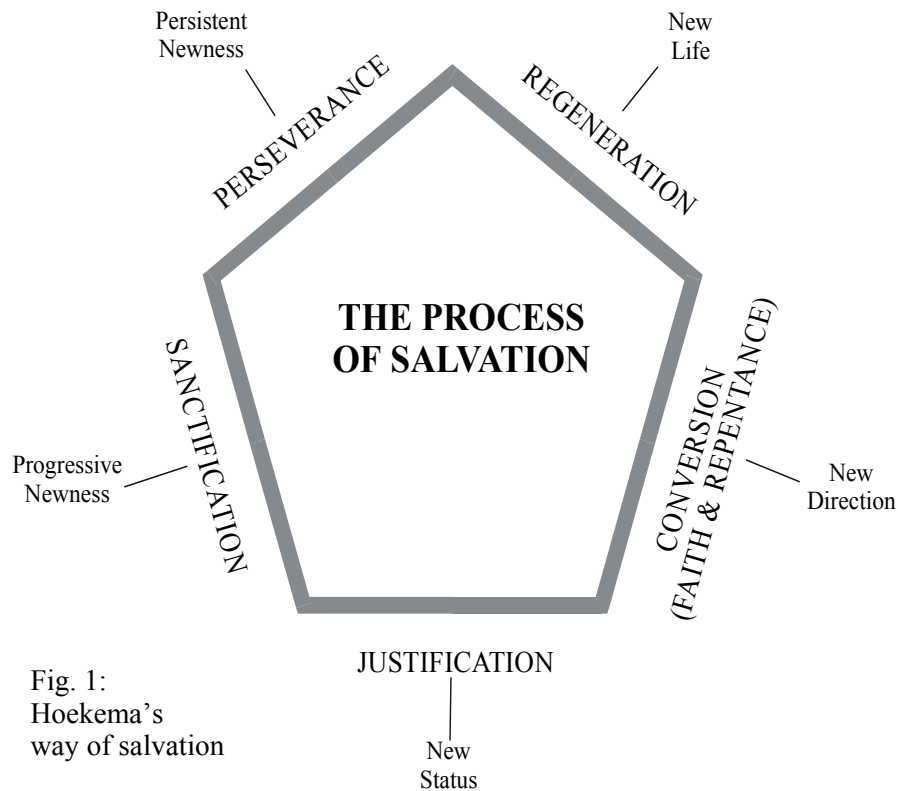 Persistent
Newness
PERSEVERANCE
New
Life
REGENERATION
THE PROCESS
OF SALVATION
CONVERSION
(FAITH & REPENTANCE)
New
Direction
SANCTIFICATION
Progressive
Newness
JUSTIFICATION
New
Status
Fig. 1:
Hoekema’s
way of salvation